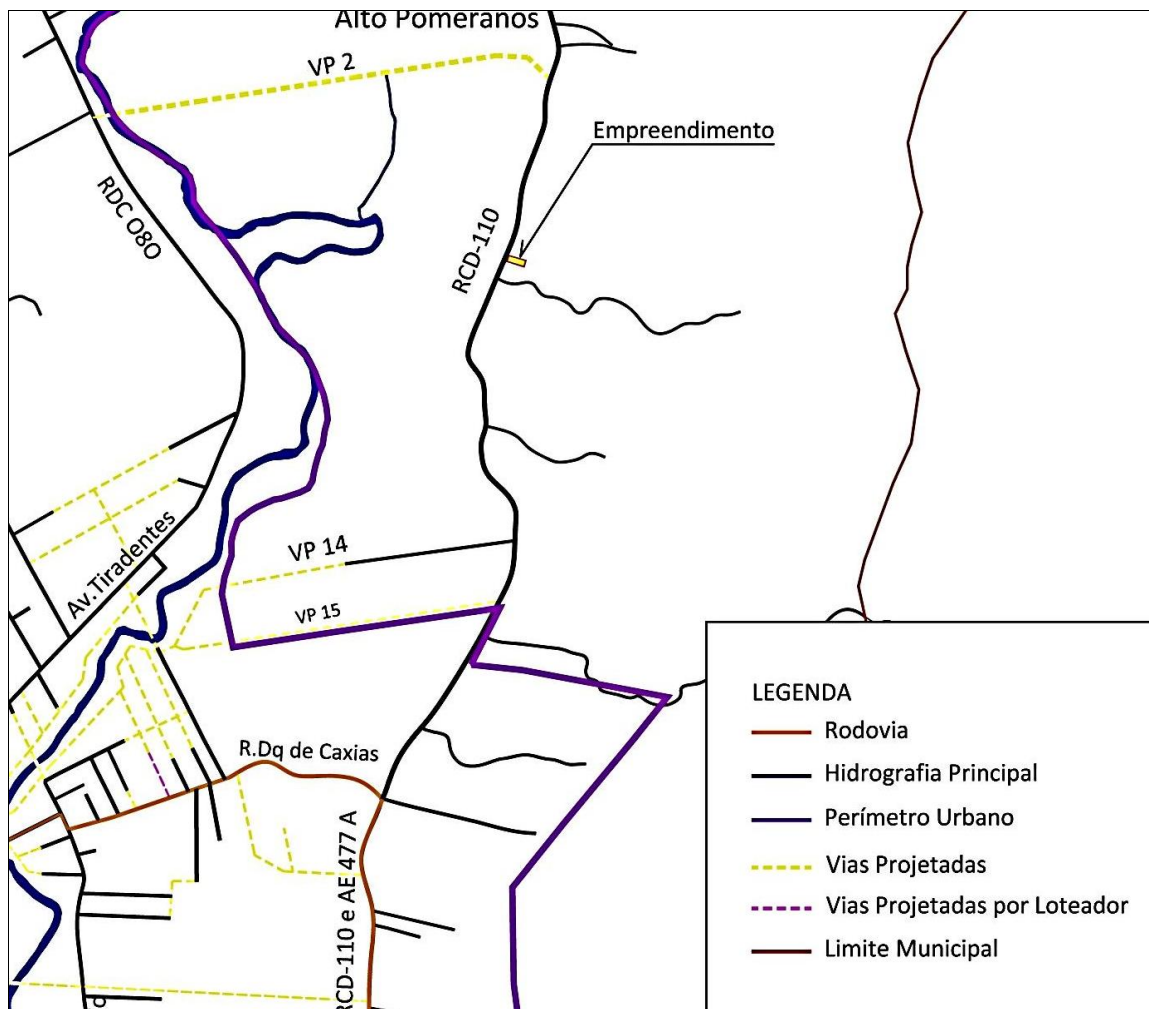 Alto Pomeranos
VP 2
Empreendimento
RDC 080
RCD-110
Av.Tiradentes
VP 14
VP 15
R.Dq de Caxias
RCD-110 e AE 477 A
LEGENDA
Rodovia
Hidrografia Principal
Perímetro Urbano
Vias Projetadas
Vias Projetadas por Loteador
Limite Municipal